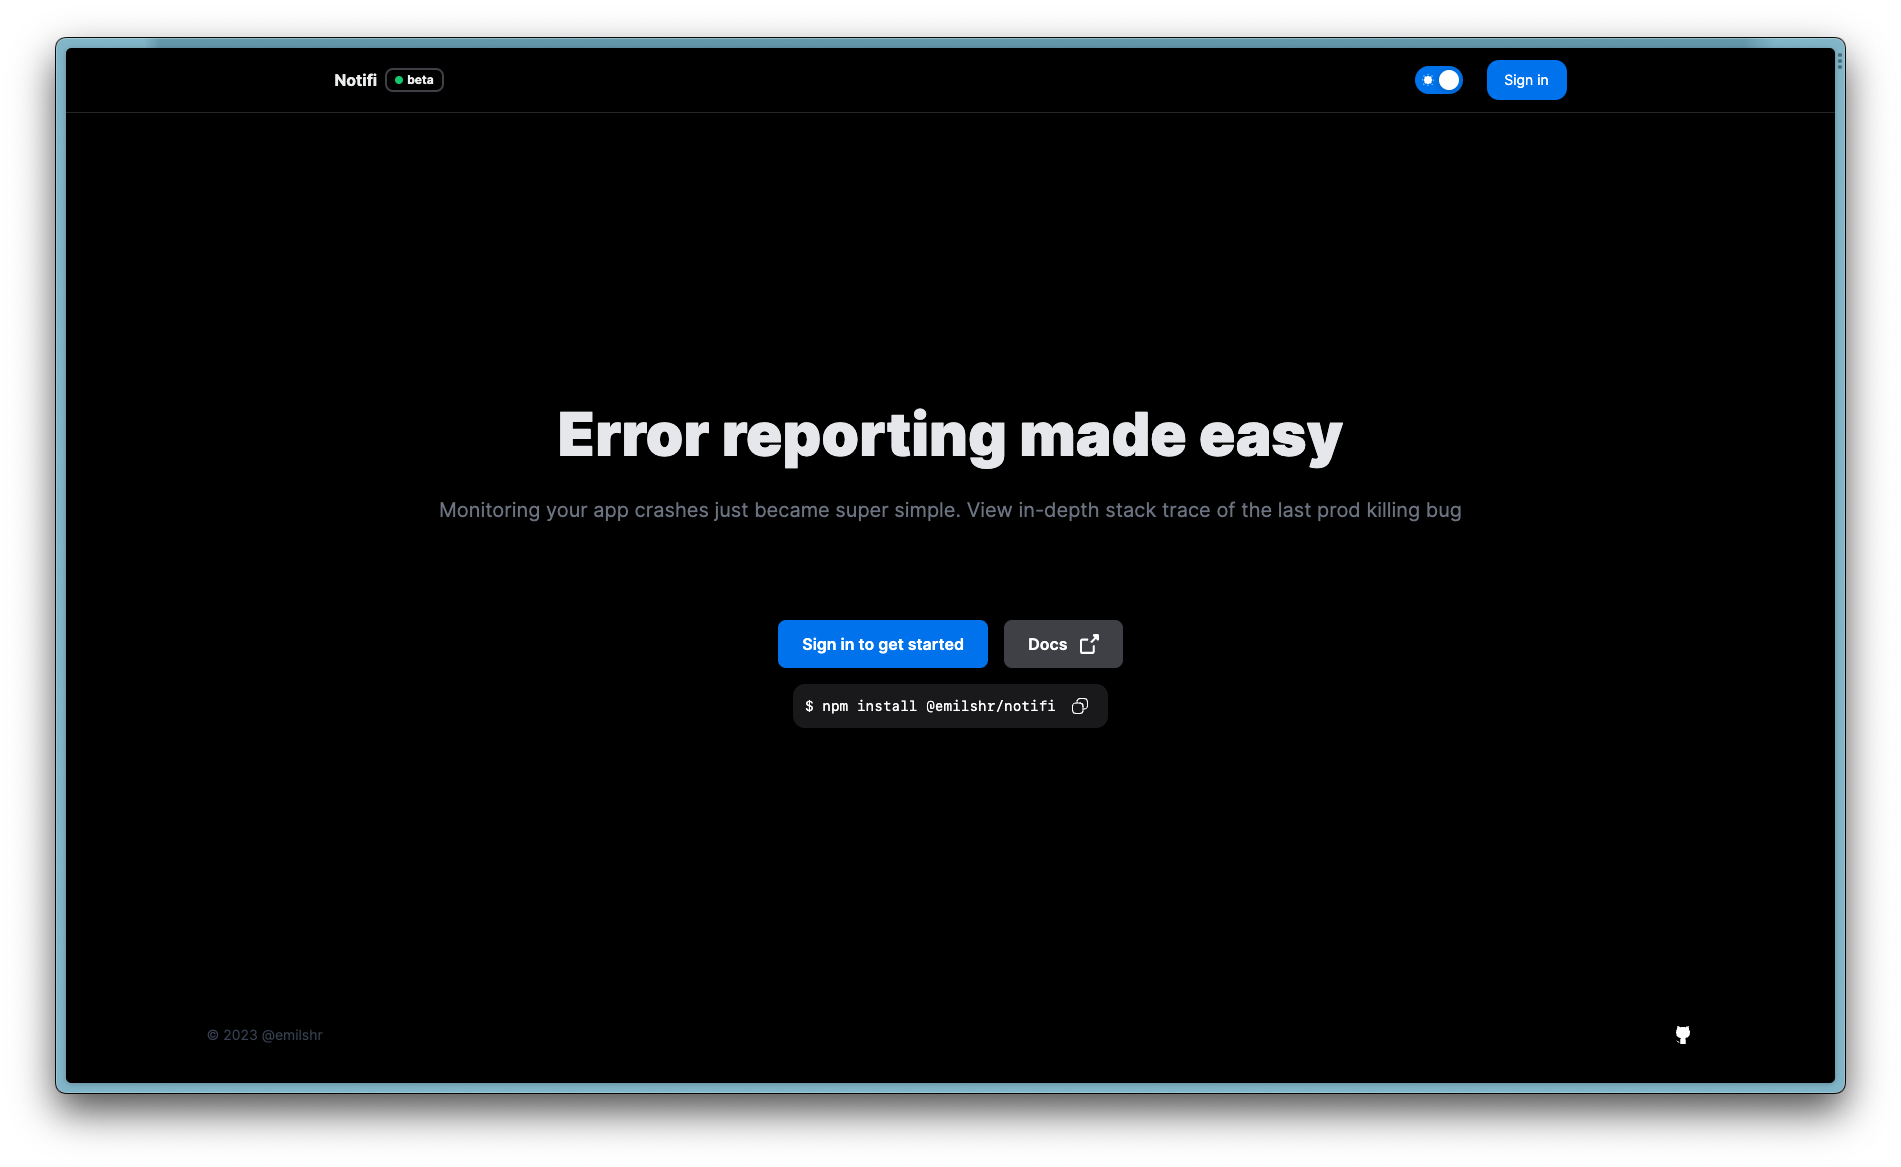 Notifi beta
Sign in
Error reporting made easy
Monitoring your app crashes just became super simple. View in-depth stack trace of the last prod killing bug
Sign in to get started
Docs
$ npm install @emilshr/notifi
© 2023 @emilshr